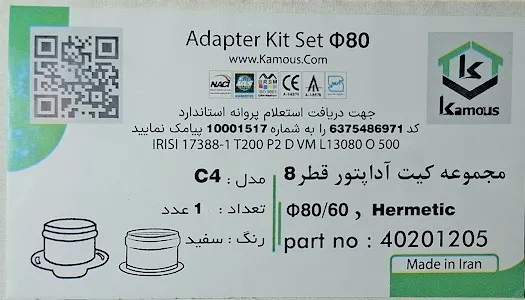 Adapter Kit Set Φ80
www.Kamous.Com
Kamous
جهت دریافت استعلام پروانه استاندارد
کد 6375486971 را به شماره 10001517 پیامک نمایید
IRISI 17388-1 T200 P2 D VM L13080 O 500
مجموعه کیت آداپتور قطر 8
مدل : C4
Φ80/60 , Hermetic
تعداد : 1 عدد
part no : 40201205
رنگ : سفید
Made in Iran